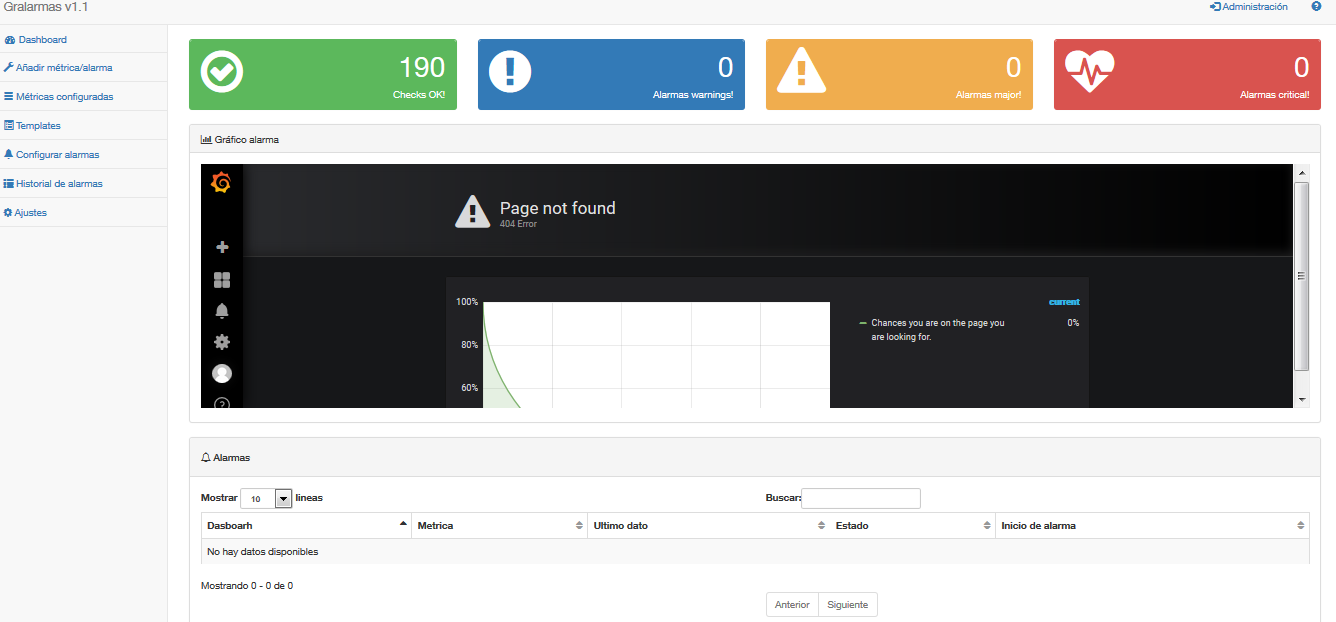 Gralarmas v1.1
Administración
Dashboard
Añadir métrica/alarma
Métricas configuradas
Templates
Configurar alarmas
Historial de alarmas
Ajustes
190
Checks OK!
0
Alarmas warnings!
0
Alarmas major!
0
Alarmas critical!
Gráfico alarma
Page not found
404 Error
100%
80%
60%
current
Chances you are on the page you 0%
are looking for.
Alarmas
Mostrar 10 lineas
Buscar:
Dasboarh Metrica Ultimo dato Estado Inicio de alarma
No hay datos disponibles
Mostrando 0 - 0 de 0
Anterior Siguiente